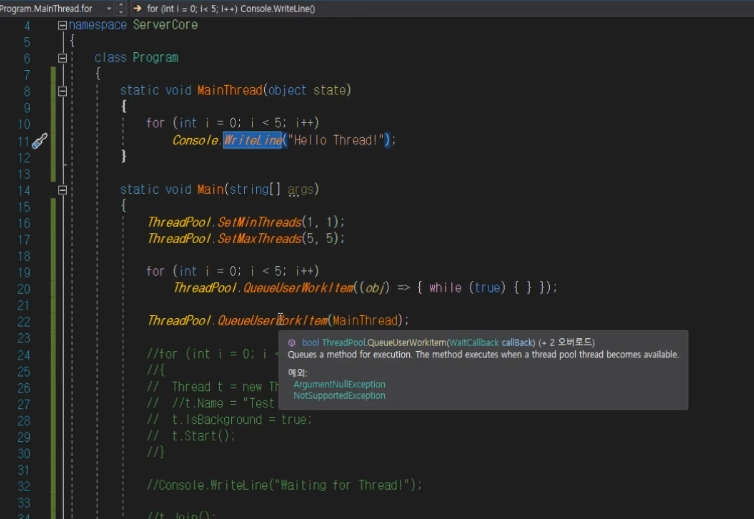 Program.MainThread.for for (int i = 0; i< 5; i++) Console.WriteLine()
4 namespace ServerCore
5 {
6 class Program
7 {
8 static void MainThread(object state)
9 {
10 for (int i = 0; i < 5; i++)
11 Console.WriteLine("Hello Thread!");
12 }
13
14 static void Main(string[] args)
15 {
16 ThreadPool.SetMinThreads(1, 1);
17 ThreadPool.SetMaxThreads(5, 5);
18
19 for (int i = 0; i < 5; i++)
20 ThreadPool.QueueUserWorkItem((obj) => { while (true) { } });
21
22 ThreadPool.QueueUserWorkItem(MainThread);
23
bool ThreadPool.QueueUserWorkItem(WaitCallback callBack) (+ 2 오버로드)
Queues a method for execution. The method executes when a thread pool thread becomes available.
예외:
ArgumentNullException
NotSupportedException
24 //for (int i = 0; i <
25 //{
26 // Thread t = new Th
27 // //t.Name = "Test
28 // t.IsBackground = true;
29 // t.Start();
30 //}
31
32 //Console.WriteLine("Waiting for Thread!");
33
//t.Join();